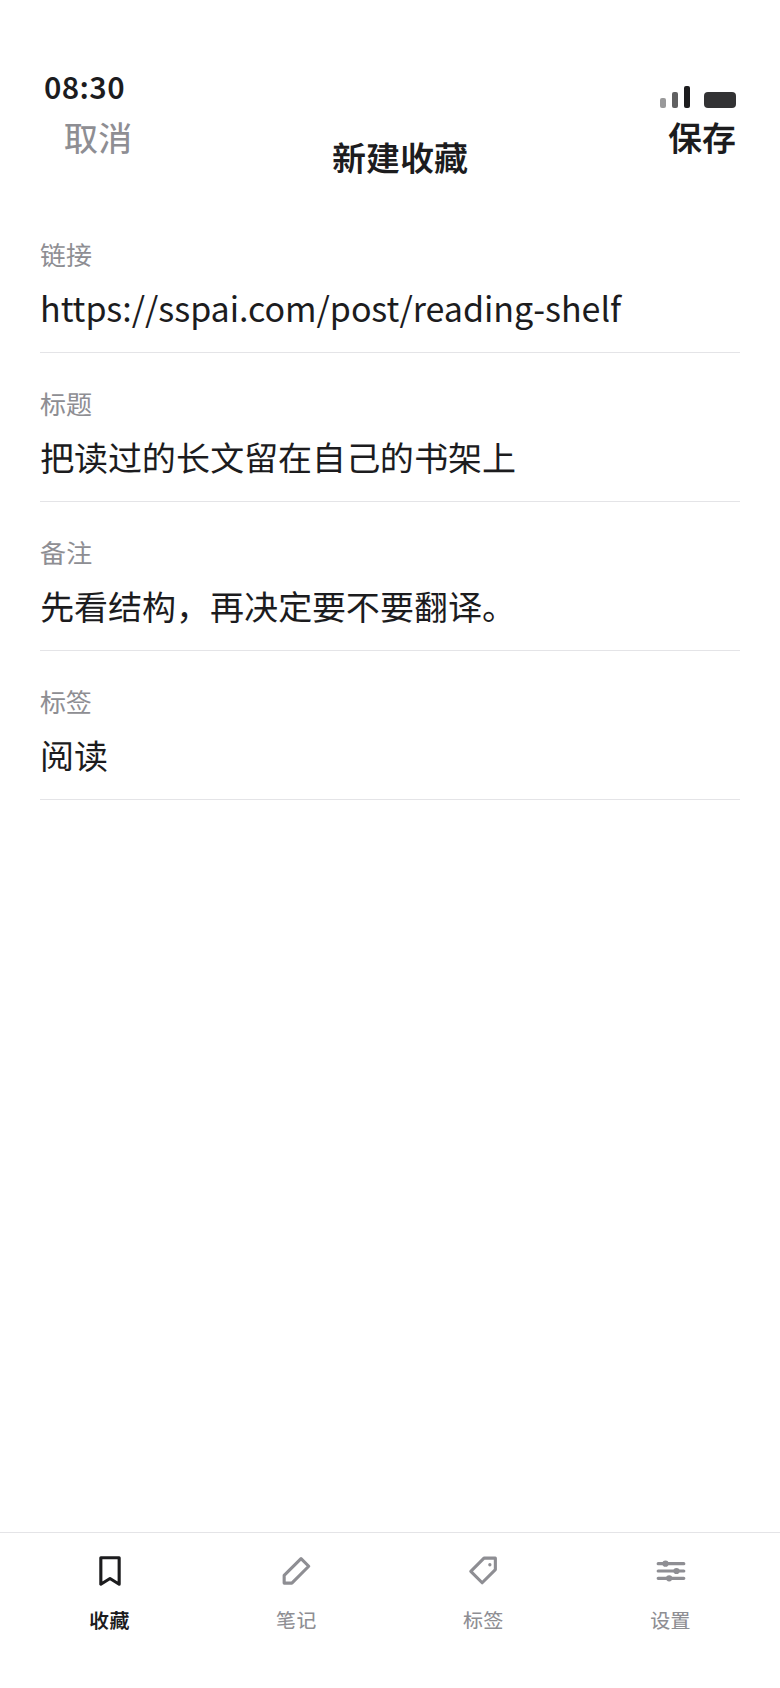 08:30
取消
新建收藏
保存
链接
https://sspai.com/post/reading-shelf
标题
把读过的长文留在自己的书架上
备注
先看结构，再决定要不要翻译。
标签
阅读
收藏
笔记
标签
设置